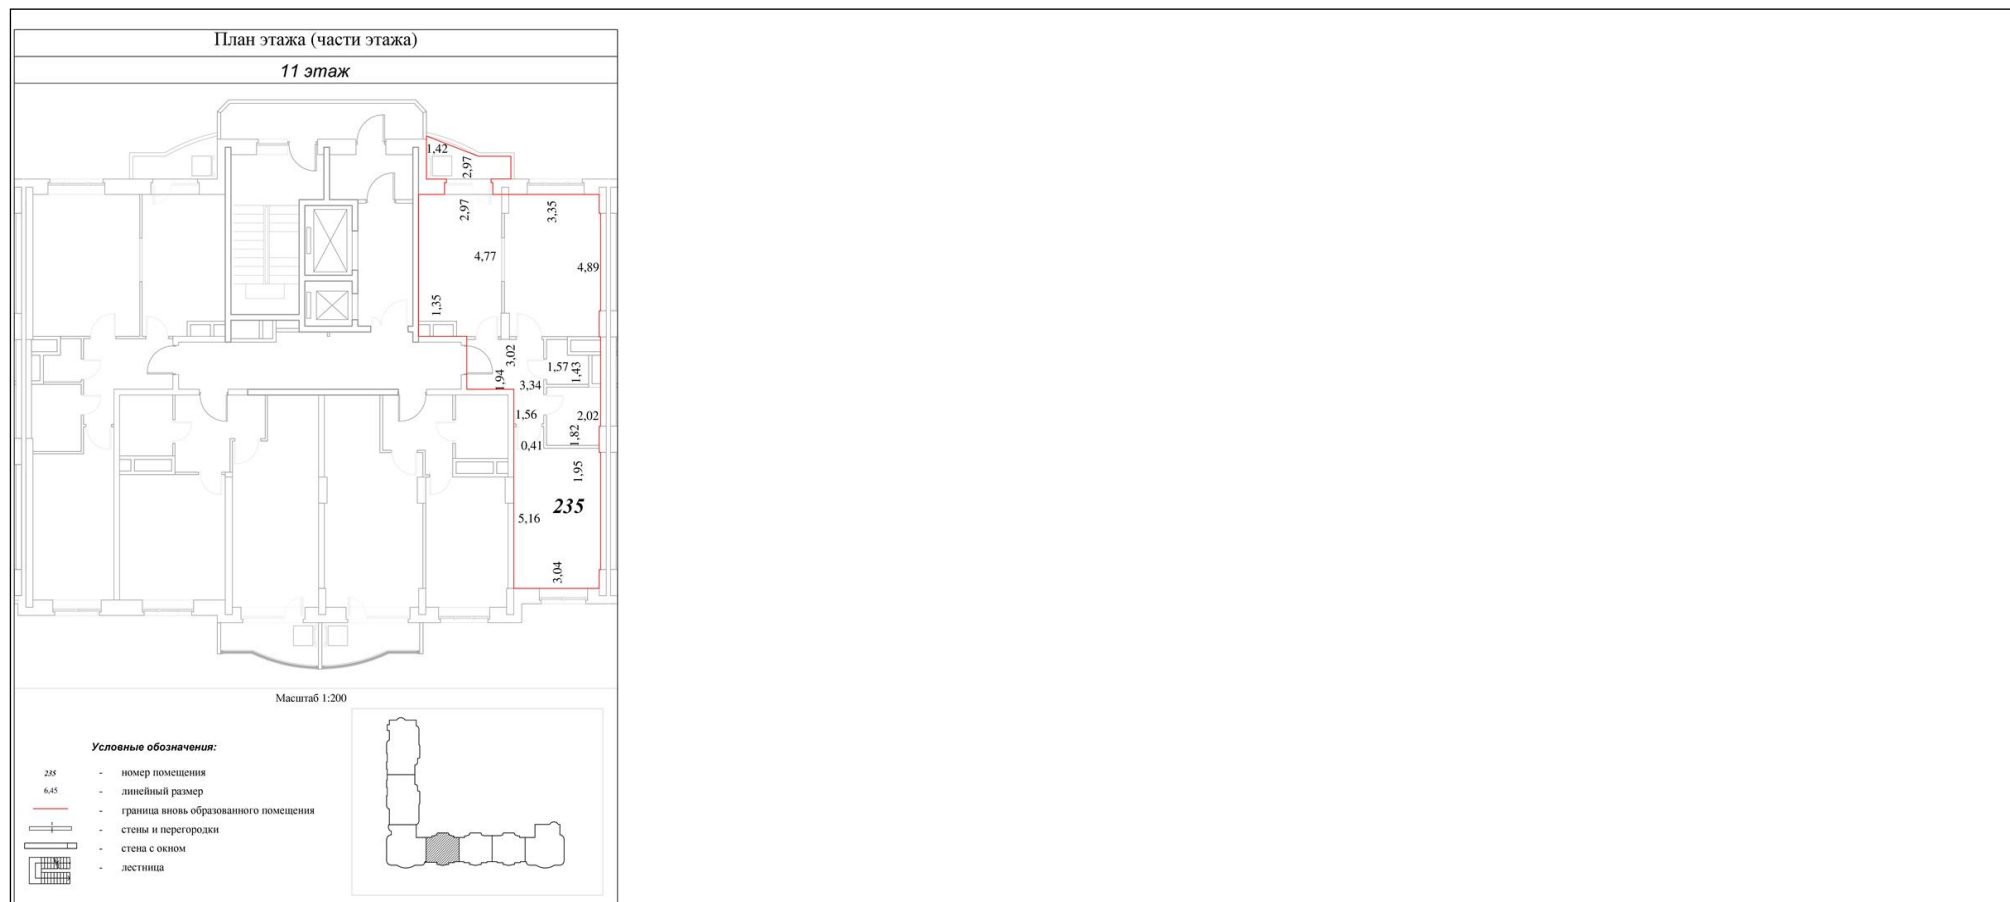 План этажа (части этажа)
11 этаж
1,42
2,97
2,97
3,35
4,77
4,89
1,35
3,02
1,57
1,43
1,94
3,34
1,56
2,02
1,82
0,41
1,95
235
5,16
3,04
Масштаб 1:200
Условные обозначения:
235 - номер помещения
6,45 - линейный размер
- граница вновь образованного помещения
- стены и перегородки
- стена с окном
- лестница